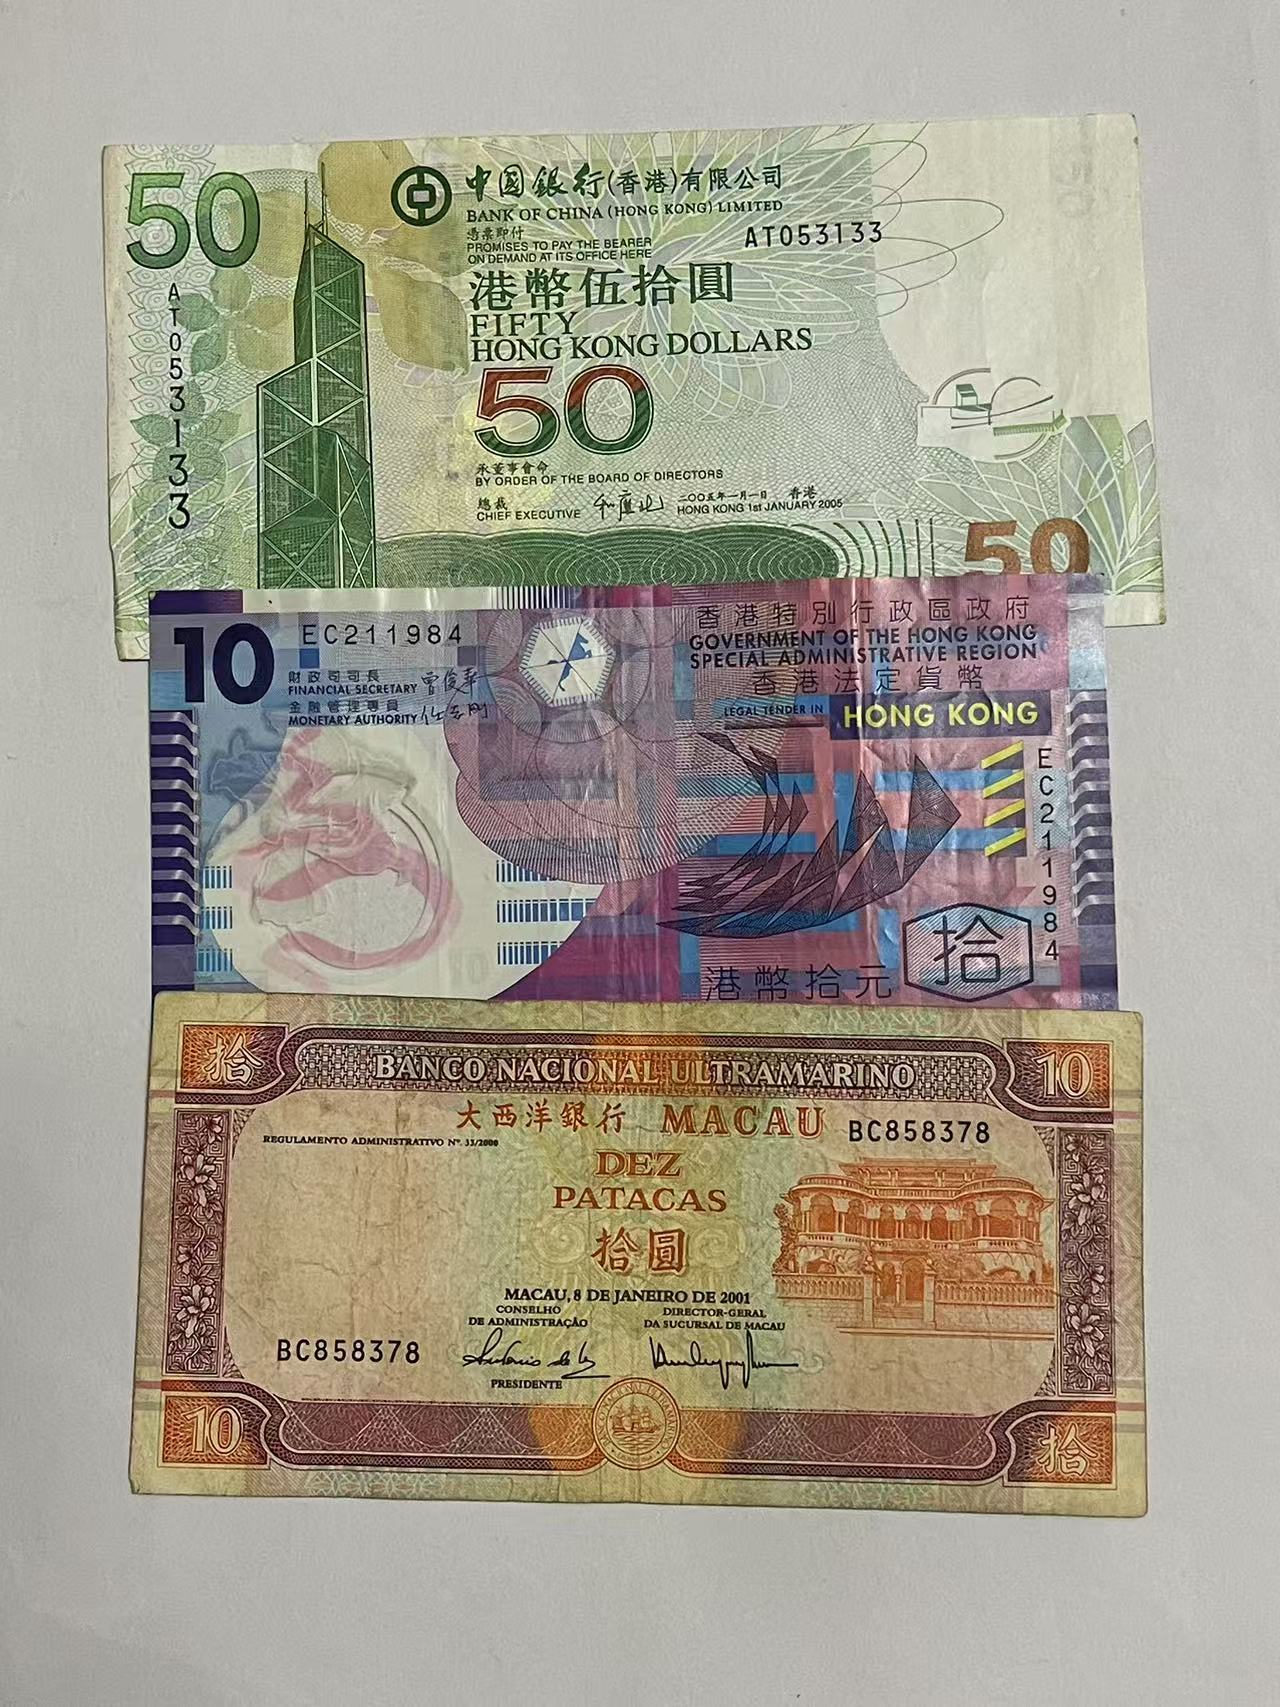 50
中國銀行(香港)有限公司
BANK OF CHINA (HONG KONG) LIMITED
憑票即付
PROMISES TO PAY THE BEARER
ON DEMAND AT ITS OFFICE HERE
AT053133
港幣伍拾圓
FIFTY
HONG KONG DOLLARS
50
AT053133
承董事會命
BY ORDER OF THE BOARD OF DIRECTORS
總裁
CHIEF EXECUTIVE
二〇〇五年一月一日 香港
HONG KONG 1st JANUARY 2005
50
10
EC211984
財政司司長
FINANCIAL SECRETARY
金融管理專員
MONETARY AUTHORITY
香港特別行政區政府
GOVERNMENT OF THE HONG KONG
SPECIAL ADMINISTRATIVE REGION
香港法定貨幣
LEGAL TENDER IN HONG KONG
EC211984
港幣拾元
拾
拾
BANCO NACIONAL ULTRAMARINO
10
大西洋銀行 MACAU
BC858378
REGULAMENTO ADMINISTRATIVO Nº. 33/2000
DEZ
PATACAS
拾圓
MACAU, 8 DE JANEIRO DE 2001
CONSELHO
DE ADMINISTRAÇÃO
DIRECTOR-GERAL
DA SUCURSAL DE MACAU
BC858378
PRESIDENTE
10
拾